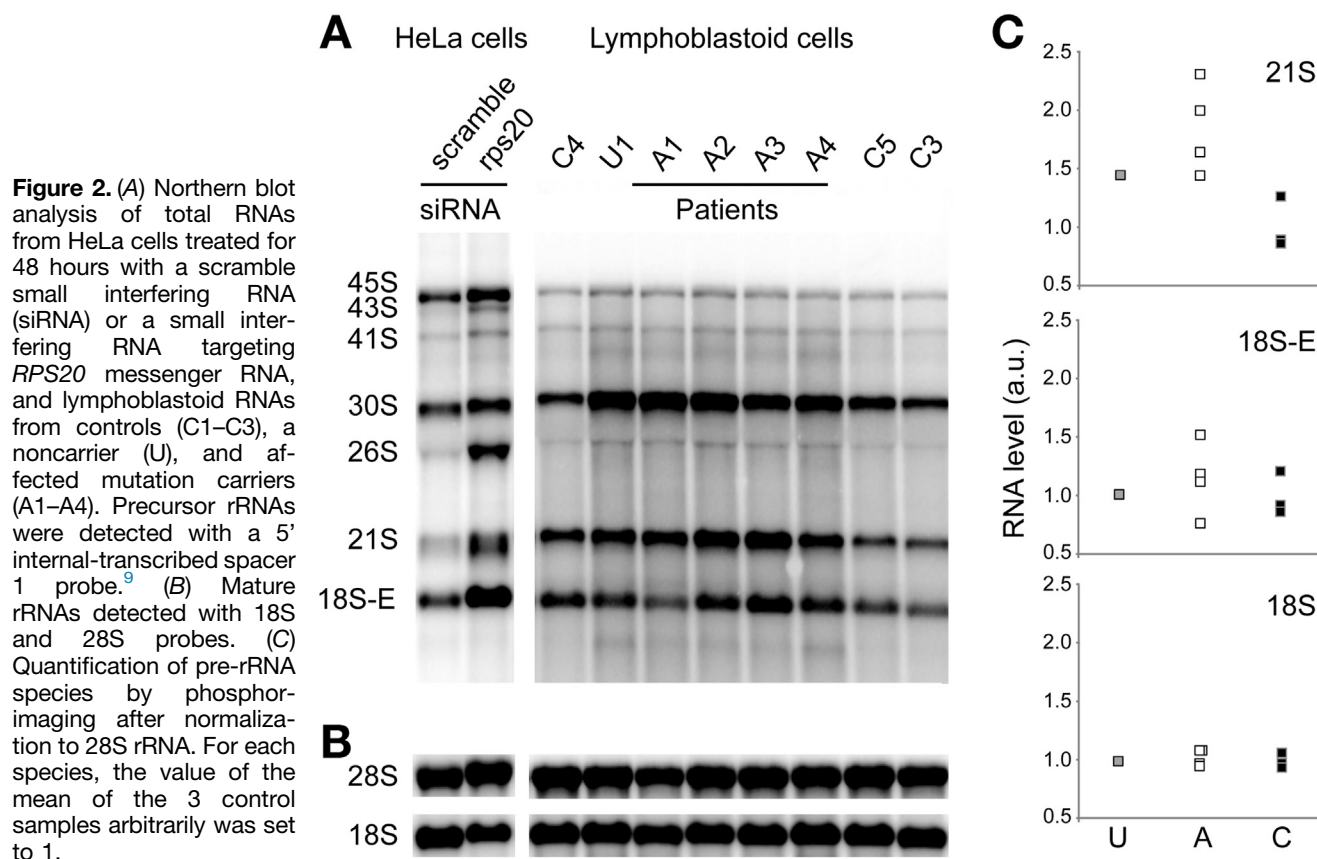 Figure 2. (A) Northern blot
analysis of total RNAs
from HeLa cells treated for
48 hours with a scramble
small interfering RNA
(siRNA) or a small inter-
fering RNA targeting
RPS20 messenger RNA,
and lymphoblastoid RNAs
from controls (C1–C3), a
noncarrier (U), and af-
fected mutation carriers
(A1–A4). Precursor rRNAs
were detected with a 5’
internal-transcribed spacer
1 probe.9 (B) Mature
rRNAs detected with 18S
and 28S probes. (C)
Quantification of pre-rRNA
species by phosphor-
imaging after normaliza-
tion to 28S rRNA. For each
species, the value of the
mean of the 3 control
samples arbitrarily was set
to 1.
A
HeLa cells
Lymphoblastoid cells
scramble
rps20
C4
U1
A1
A2
A3
A4
C5
C3
siRNA
Patients
45S
43S
41S
30S
26S
21S
18S-E
B
28S
18S
C
21S
2.5
2.0
1.5
1.0
0.5
18S-E
2.5
2.0
1.5
1.0
0.5
RNA level (a.u.)
18S
2.5
2.0
1.5
1.0
0.5
U A C